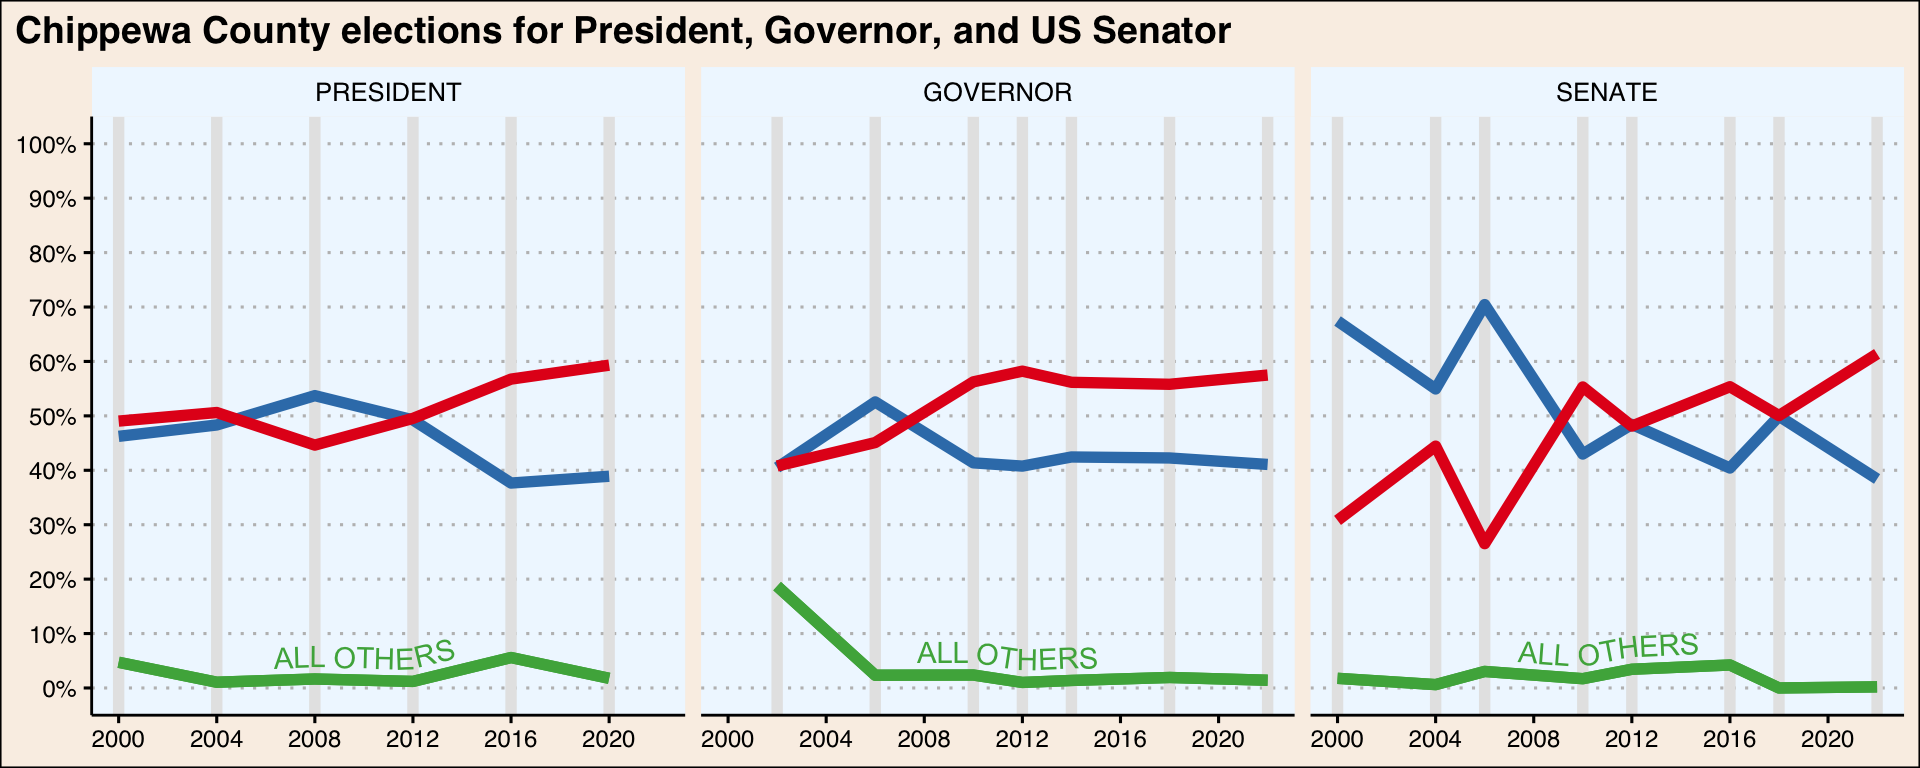 Chippewa County elections for President, Governor, and US Senator
PRESIDENT
GOVERNOR
SENATE
100%
90%
80%
70%
60%
50%
40%
30%
20%
10%
0%
ALL OTHERS
ALL OTHERS
ALL OTHERS
2000 2004 2008 2012 2016 2020
2000 2004 2008 2012 2016 2020
2000 2004 2008 2012 2016 2020